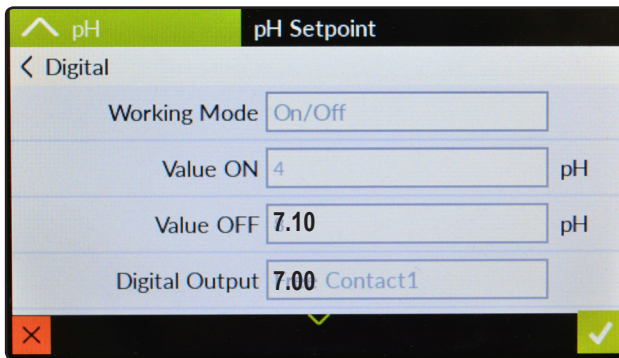 pH pH Setpoint
Digital
Working Mode On/Off
Value ON 4 pH
Value OFF 7.10 pH
Digital Output 7.00 Contact1